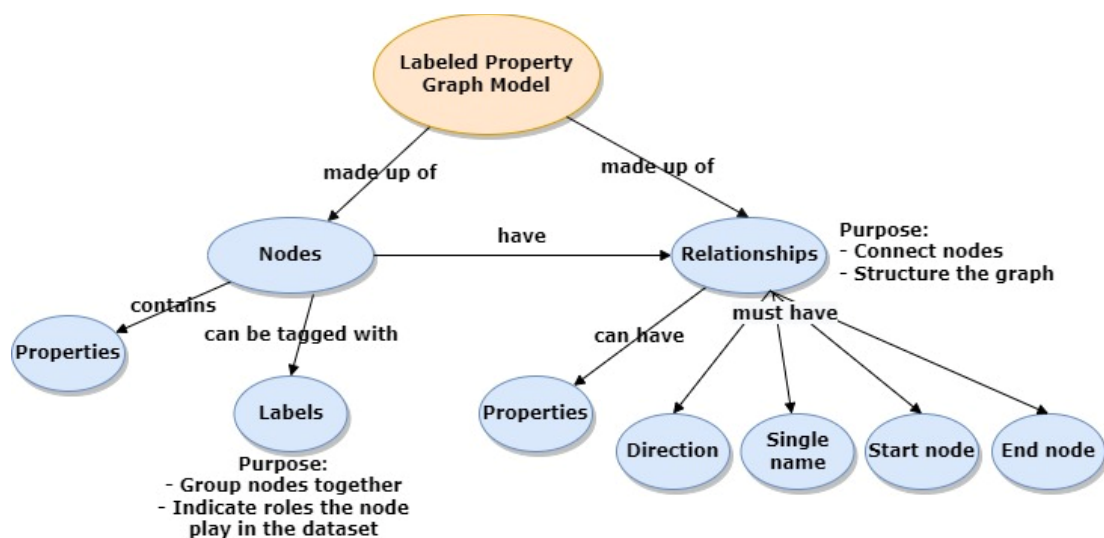 Labeled Property
Graph Model
made up of
made up of
Nodes
have
Relationships
Purpose:
- Connect nodes
- Structure the graph
contains
can be tagged with
can have
must have
Properties
Labels
Properties
Direction
Single
name
Start node
End node
Purpose:
- Group nodes together
- Indicate roles the node
play in the dataset